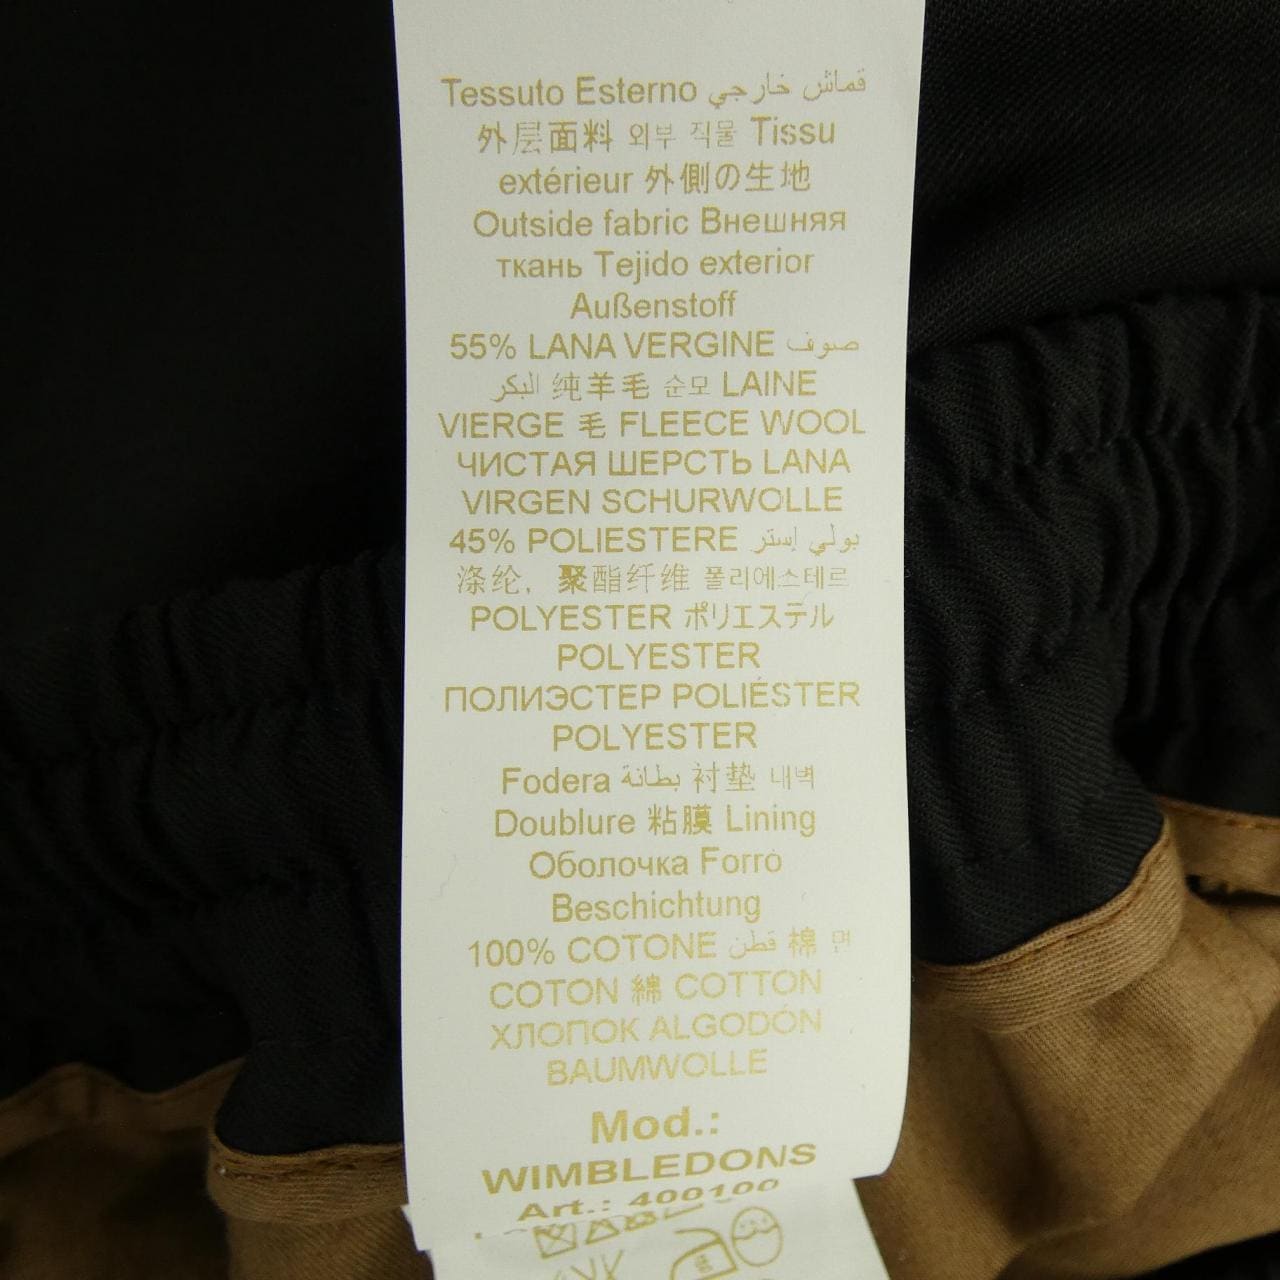 Tessuto Esterno قماش خارجي
外层面料 외부 직물 Tissu
extérieur 外側の生地
Outside fabric Внешняя
ткань Tejido exterior
Außenstoff
55% LANA VERGINE صوف
البكر 纯羊毛 순모 LAINE
VIERGE 毛 FLEECE WOOL
ЧИСТАЯ ШЕРСТЬ LANA
VIRGEN SCHURWOLLE
45% POLIESTERE بولي إستر
涤纶，聚酯纤维 폴리에스테르
POLYESTER ポリエステル
POLYESTER
ПОЛИЭСТЕР POLIÉSTER
POLYESTER
Fodera بطانة 衬垫 내벽
Doublure 粘膜 Lining
Оболочка Forro
Beschichtung
100% COTONE قطن 棉 면
COTON 綿 COTTON
ХЛОПОК ALGODÓN
BAUMWOLLE
Mod.:
WIMBLEDONS
Art.: 400100